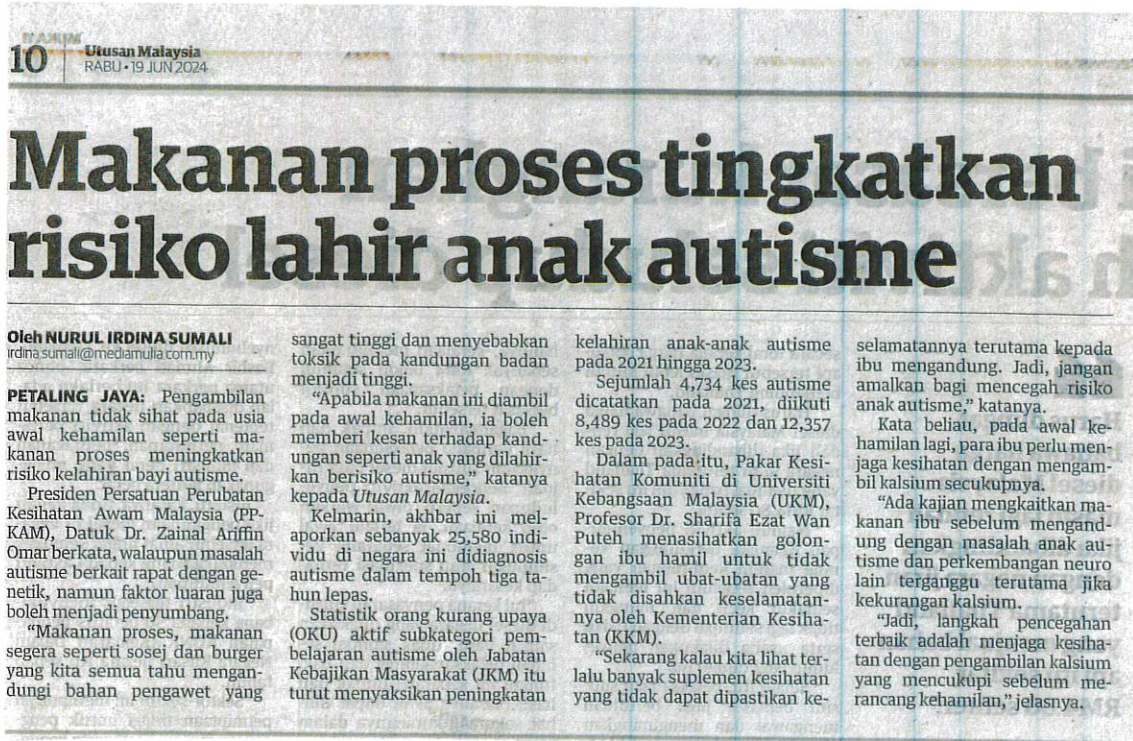 10
Utusan Malaysia
RABU • 19 JUN 2024
Makanan proses tingkatkan
risiko lahir anak autisme
Oleh NURUL IRDINA SUMALI
irdina.sumali@mediamulia.com.my
PETALING JAYA: Pengambilan
makanan tidak sihat pada usia
awal kehamilan seperti ma-
kanan proses meningkatkan
risiko kelahiran bayi autisme.
Presiden Persatuan Perubatan
Kesihatan Awam Malaysia (PP-
KAM), Datuk Dr. Zainal Ariffin
Omar berkata, walaupun masalah
autisme berkait rapat dengan ge-
netik, namun faktor luaran juga
boleh menjadi penyumbang.
“Makanan proses, makanan
segera seperti sosej dan burger
yang kita semua tahu mengan-
dungi bahan pengawet yang
sangat tinggi dan menyebabkan
toksik pada kandungan badan
menjadi tinggi.
“Apabila makanan ini diambil
pada awal kehamilan, ia boleh
memberi kesan terhadap kand-
ungan seperti anak yang dilahir-
kan berisiko autisme,” katanya
kepada Utusan Malaysia.
Kelmarin, akhbar ini mel-
aporkan sebanyak 25,580 indi-
vidu di negara ini didiagnosis
autisme dalam tempoh tiga ta-
hun lepas.
Statistik orang kurang upaya
(OKU) aktif subkategori pem-
belajaran autisme oleh Jabatan
Kebajikan Masyarakat (JKM) itu
turut menyaksikan peningkatan
kelahiran anak-anak autisme
pada 2021 hingga 2023.
Sejumlah 4,734 kes autisme
dicatatkan pada 2021, diikuti
8,489 kes pada 2022 dan 12,357
kes pada 2023.
Dalam pada itu, Pakar Kesi-
hatan Komuniti di Universiti
Kebangsaan Malaysia (UKM),
Profesor Dr. Sharifa Ezat Wan
Puteh menasihatkan golon-
gan ibu hamil untuk tidak
mengambil ubat-ubatan yang
tidak disahkan keselamatan-
nya oleh Kementerian Kesiha-
tan (KKM).
“Sekarang kalau kita lihat ter-
lalu banyak suplemen kesihatan
yang tidak dapat dipastikan ke-
selamatannya terutama kepada
ibu mengandung. Jadi, jangan
amalkan bagi mencegah risiko
anak autisme,” katanya.
Kata beliau, pada awal ke-
hamilan lagi, para ibu perlu men-
jaga kesihatan dengan mengam-
bil kalsium secukupnya.
“Ada kajian mengkaitkan ma-
kanan ibu sebelum mengand-
ung dengan masalah anak au-
tisme dan perkembangan neuro
lain terganggu terutama jika
kekurangan kalsium.
“Jadi, langkah pencegahan
terbaik adalah menjaga kesiha-
tan dengan pengambilan kalsium
yang mencukupi sebelum me-
rancang kehamilan,” jelasnya.